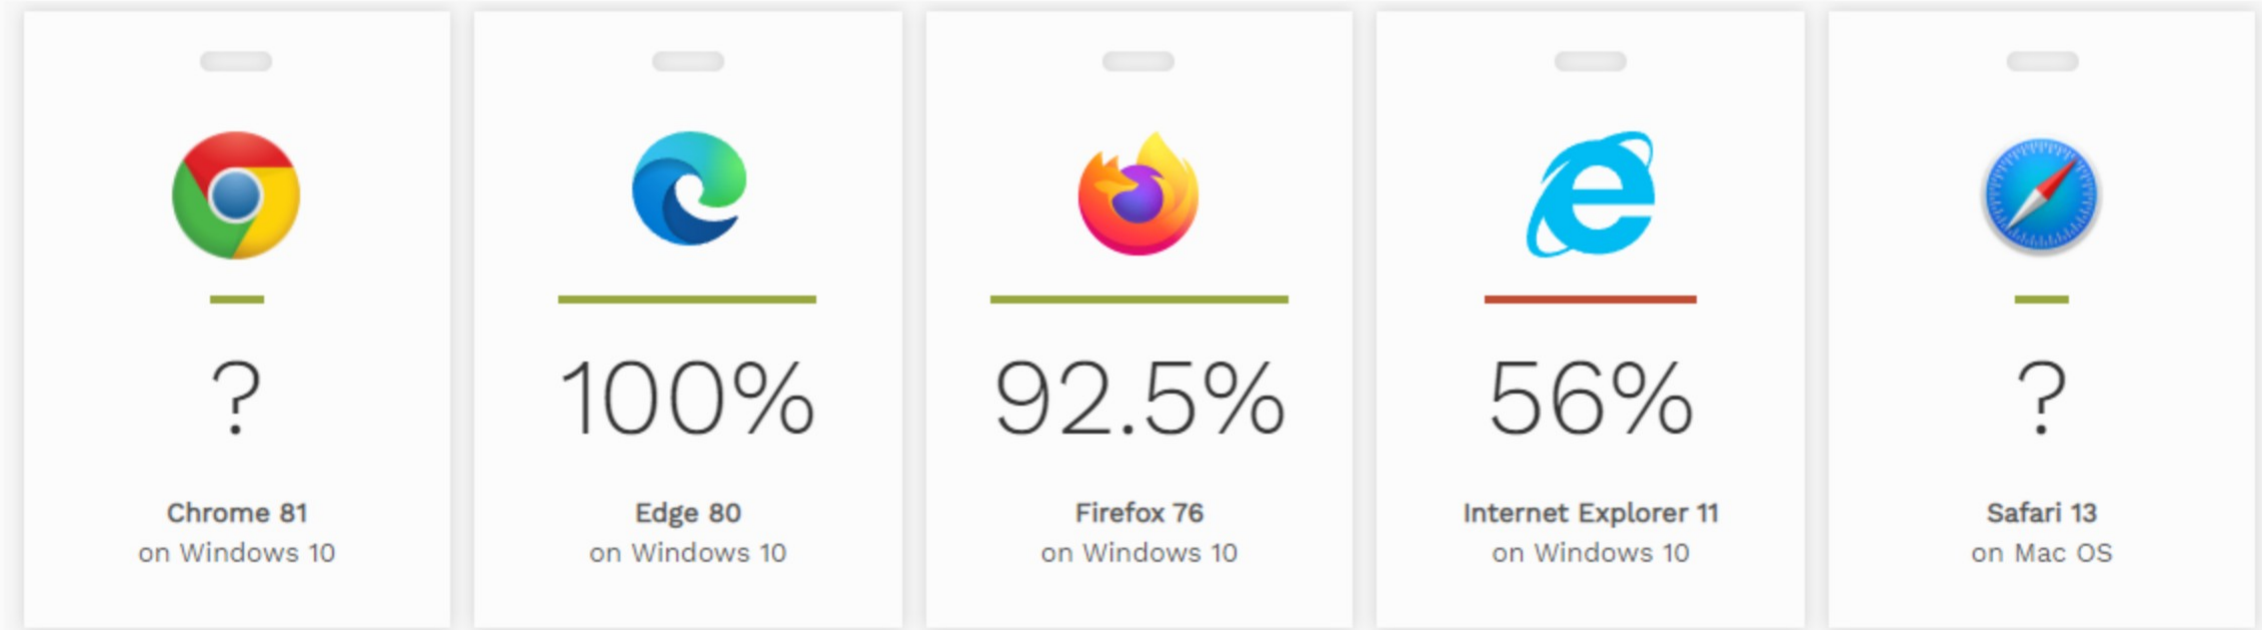 ?
Chrome 81
on Windows 10
100%
Edge 80
on Windows 10
92.5%
Firefox 76
on Windows 10
56%
Internet Explorer 11
on Windows 10
?
Safari 13
on Mac OS